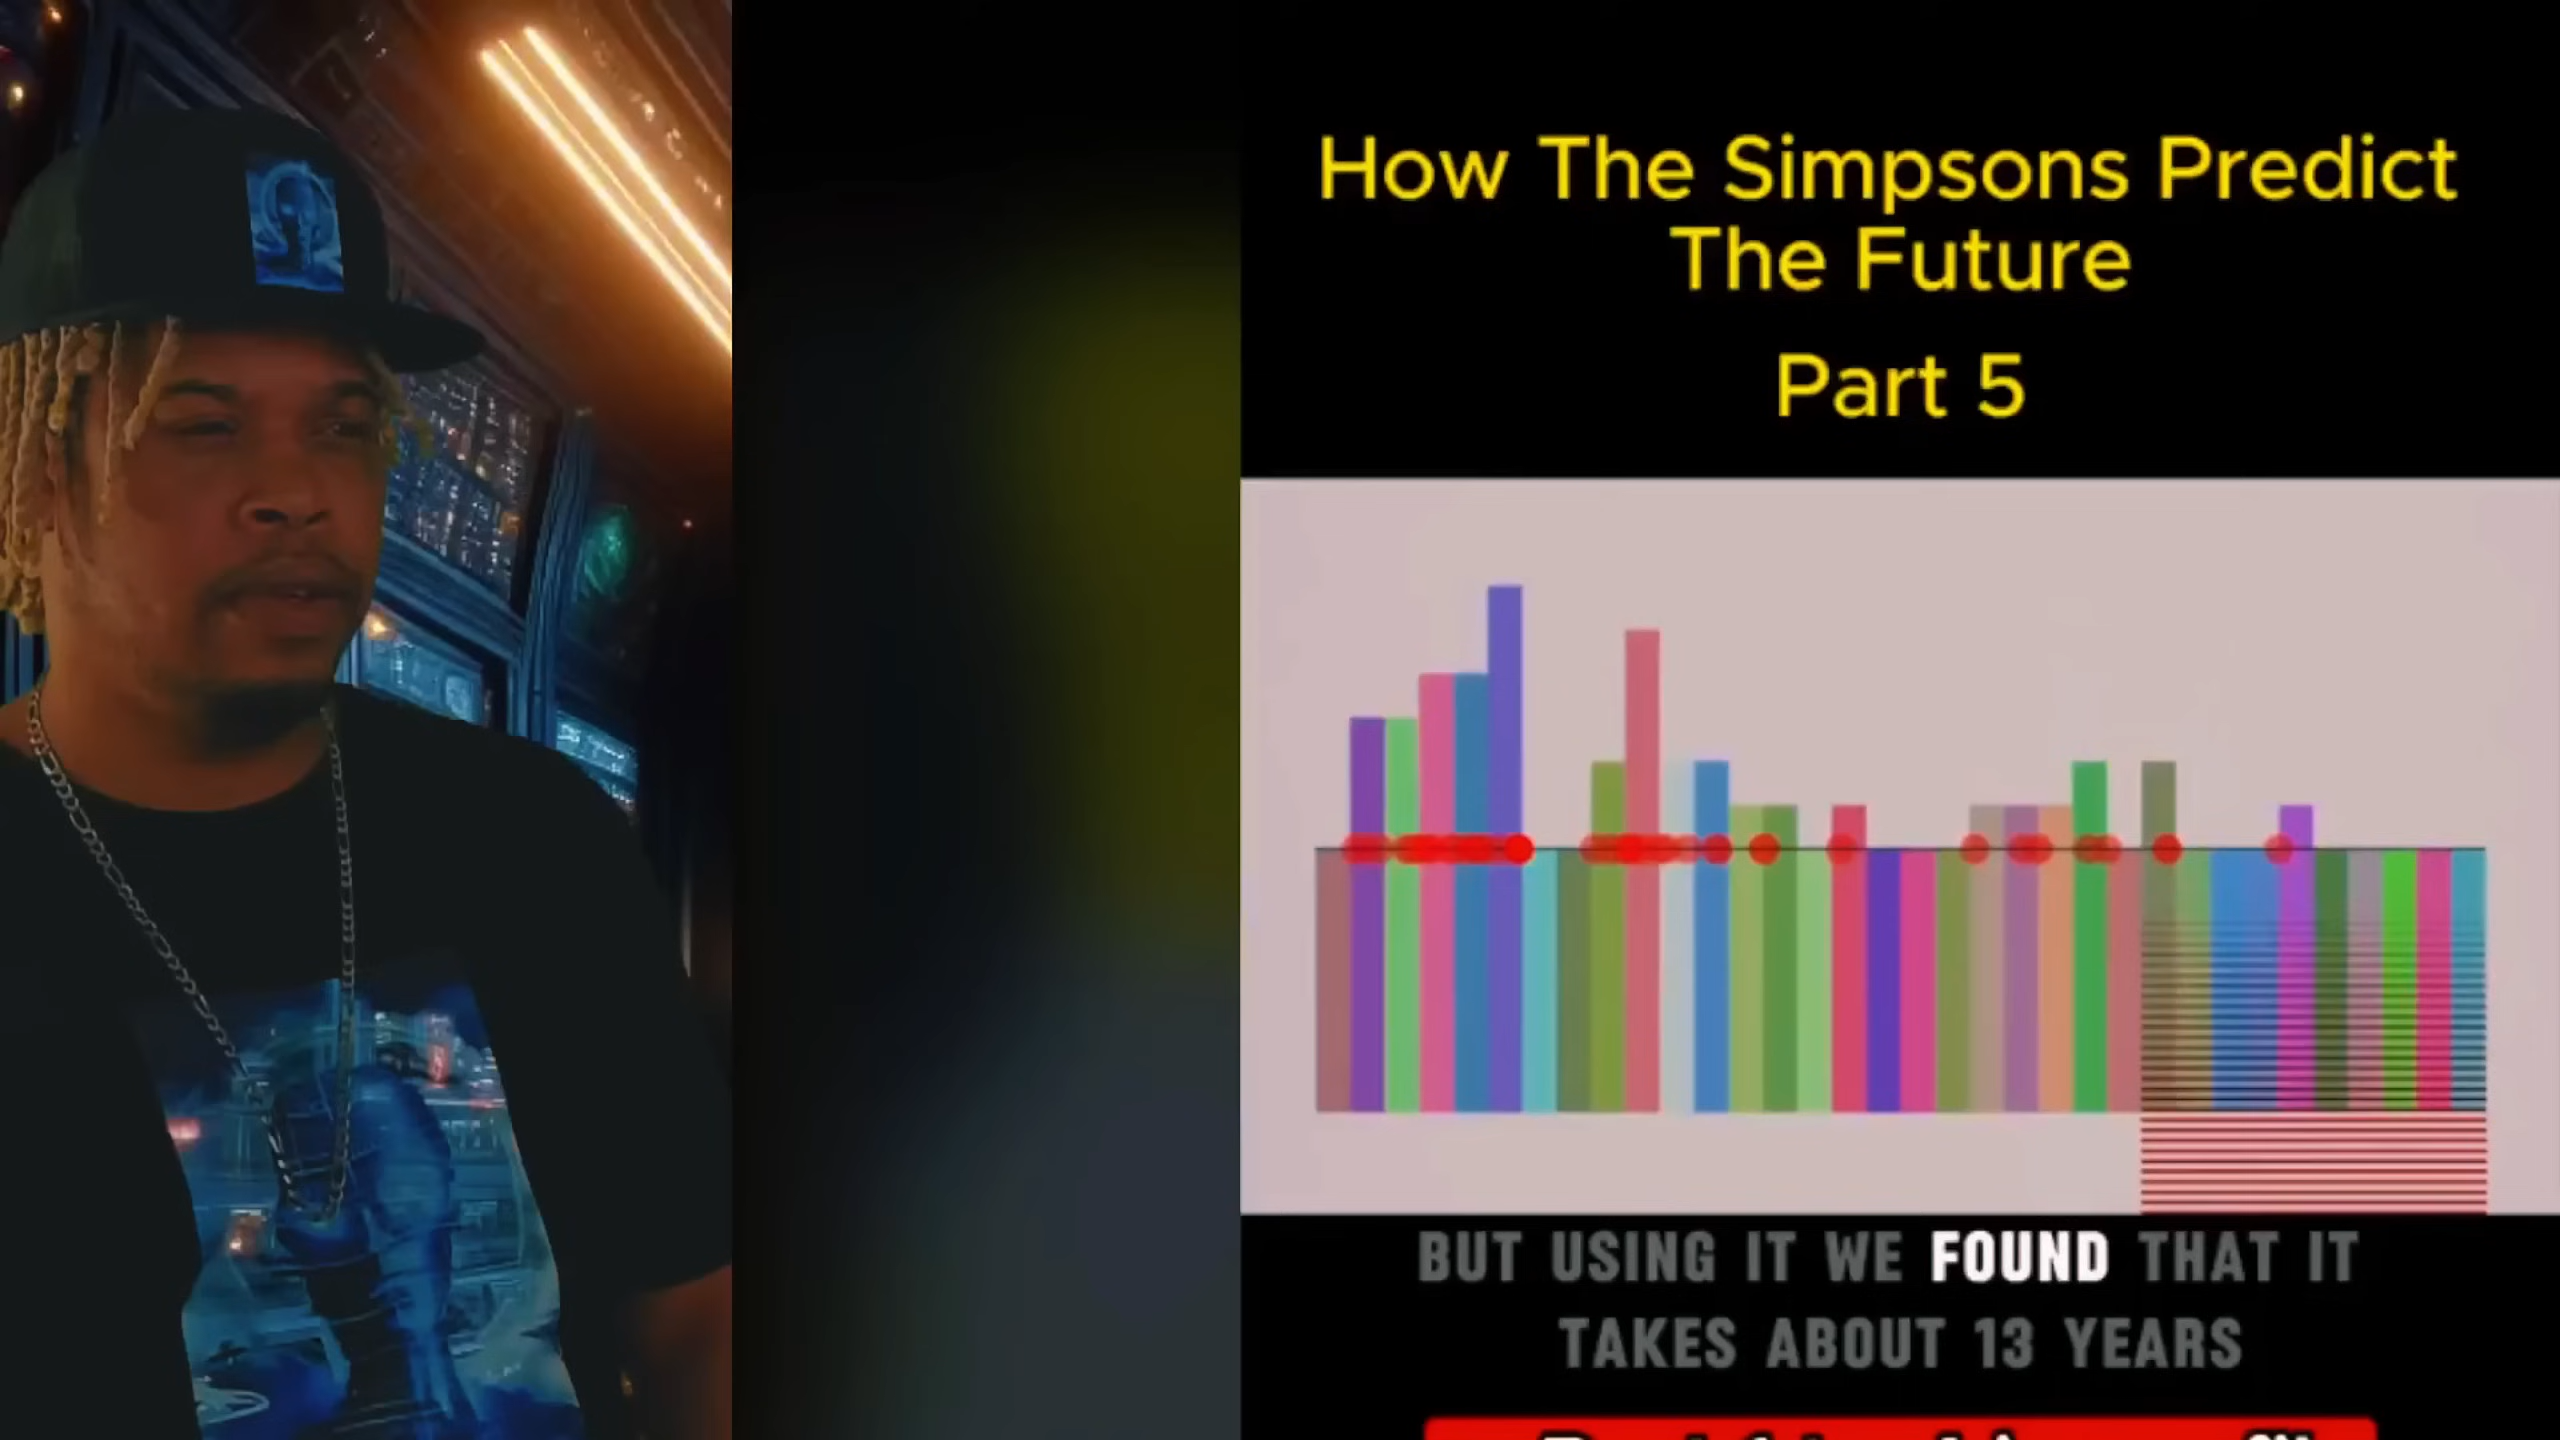 How The Simpsons Predict
The Future
Part 5
BUT USING IT WE FOUND THAT IT
TAKES ABOUT 13 YEARS